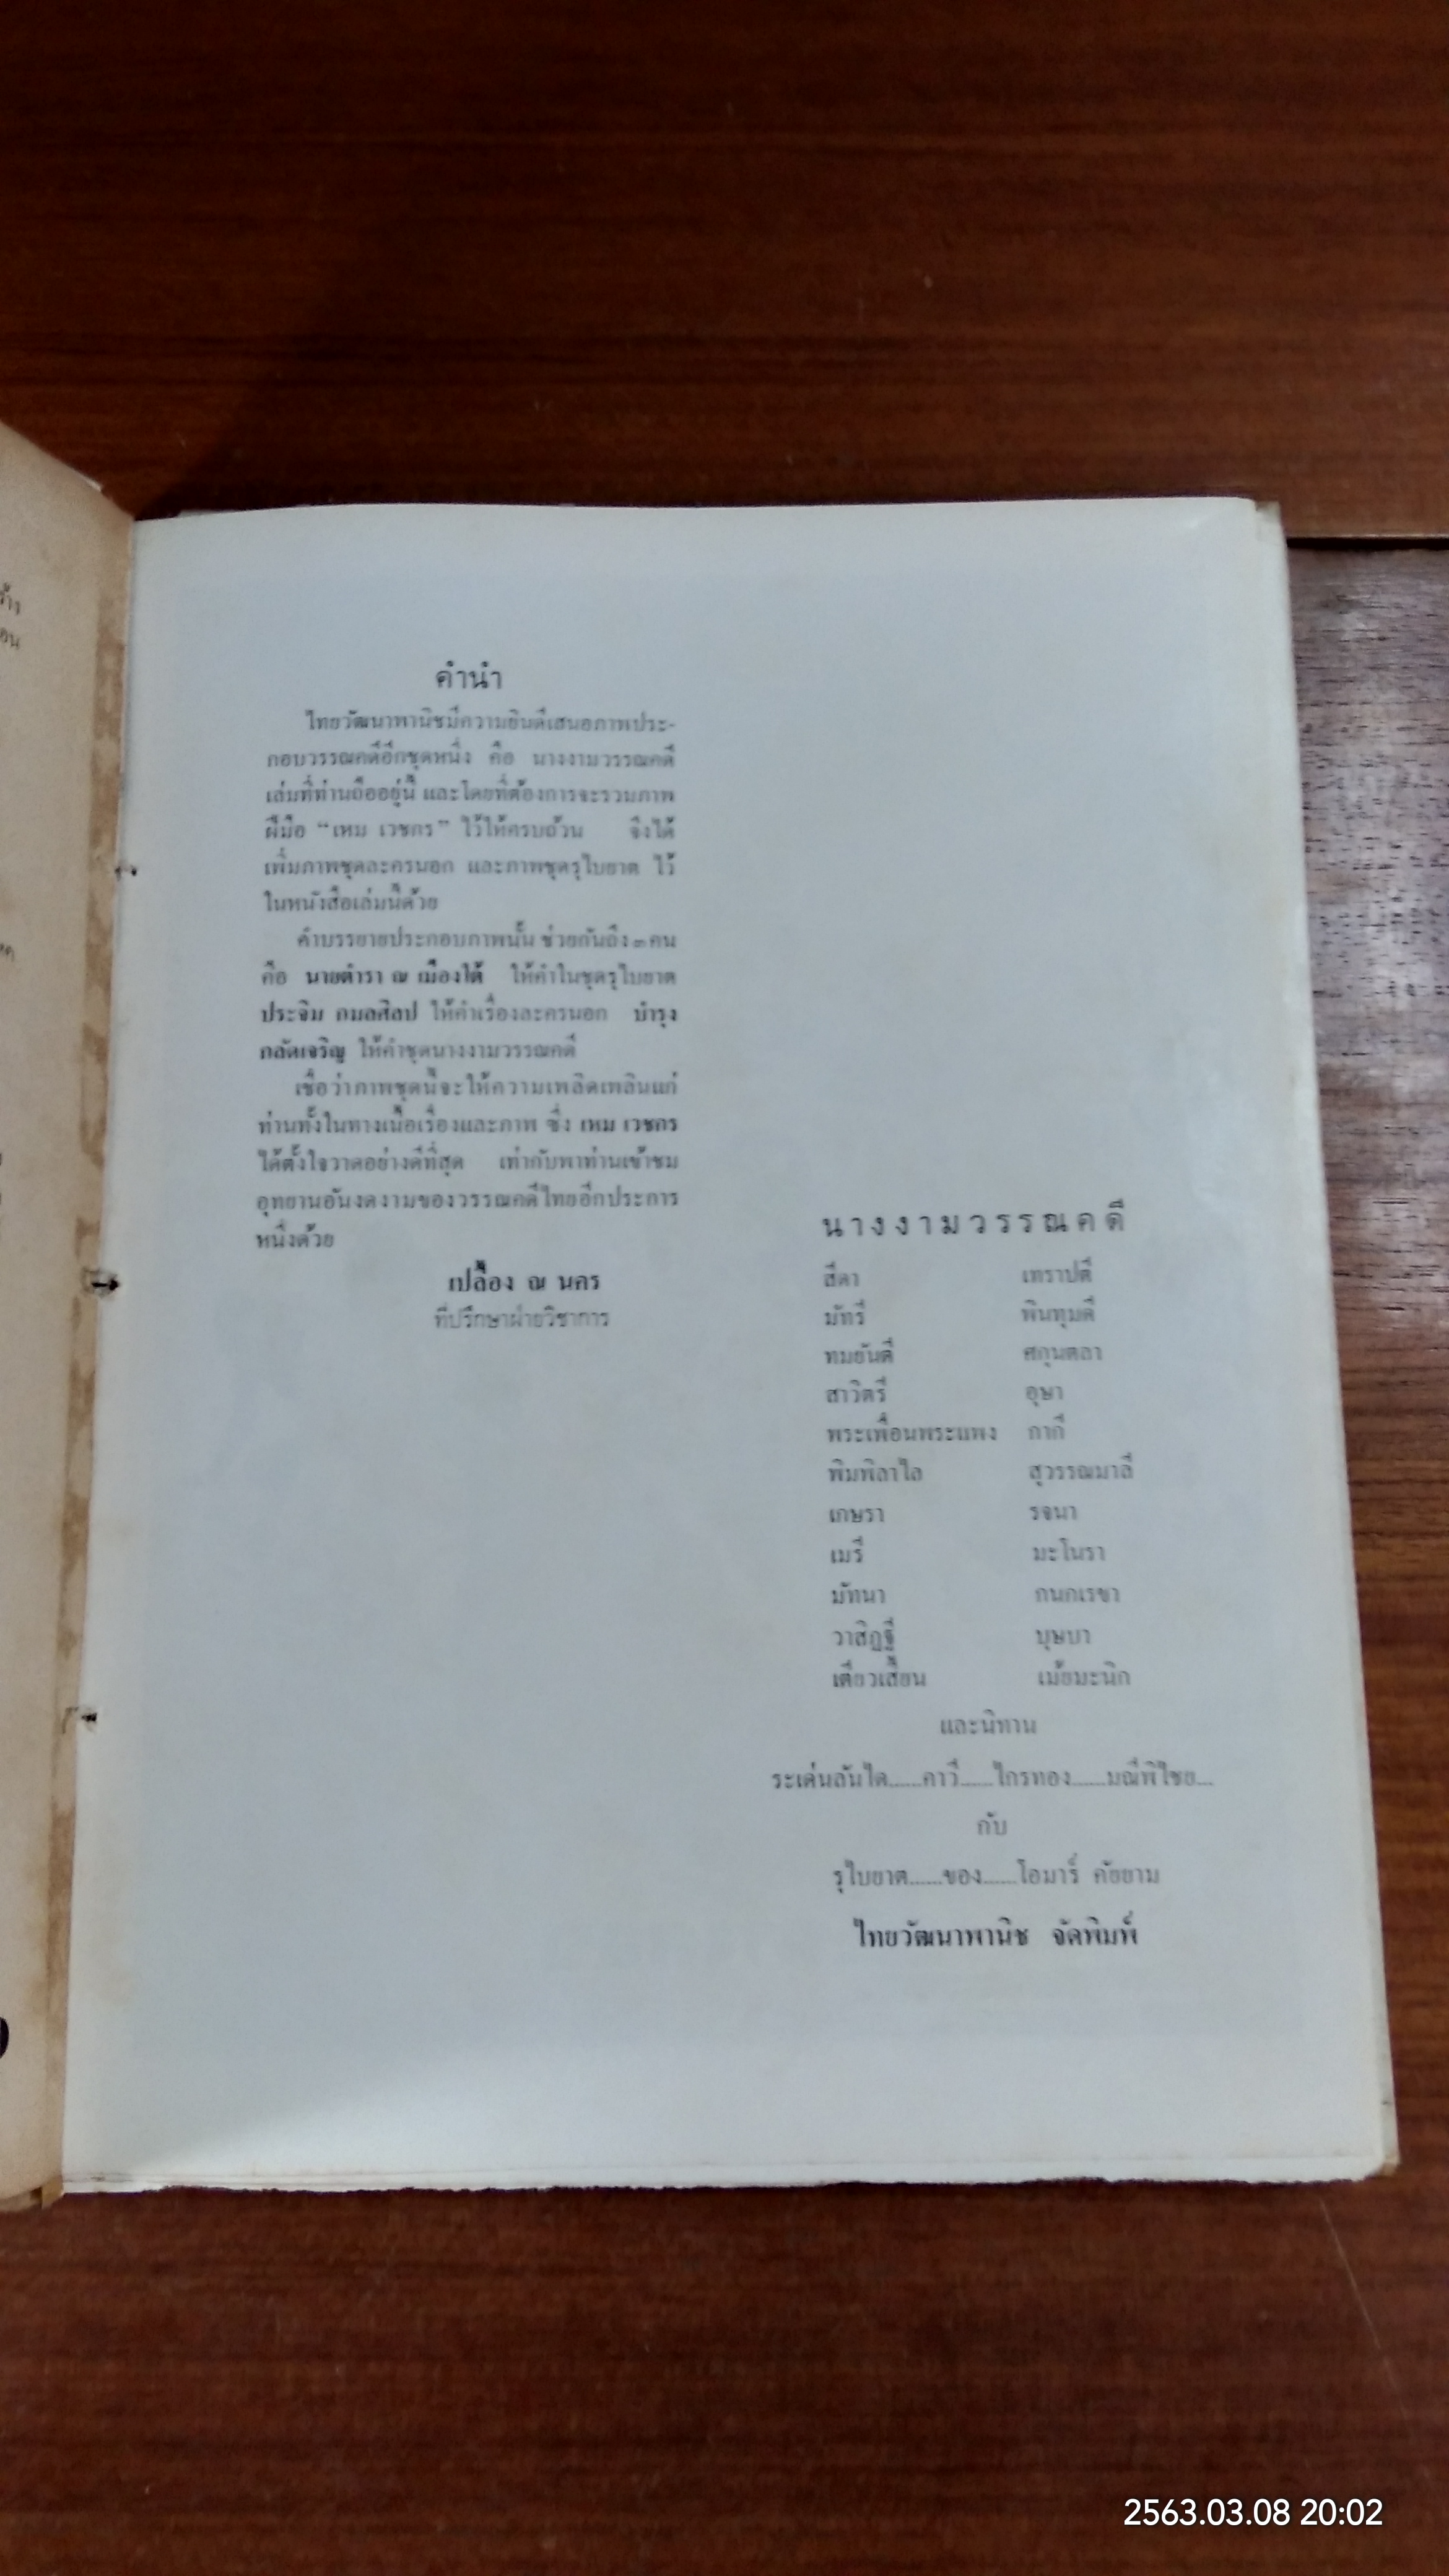 คำนำ
ไทยวัฒนาพานิชมีความยินดีเสนอภาพประ-
กอบวรรณคดีอีกชุดหนึ่ง คือ นางงามวรรณคดี
เล่มที่ท่านถืออยู่นี้ และโดยที่ต้องการจะรวมภาพ
ฝีมือ “เหม เวชกร” ไว้ให้ครบถ้วน จึงได้
เพิ่มภาพชุดละครนอก และภาพชุดรุไบยาต ไว้
ในหนังสือเล่มนี้ด้วย
คำบรรยายประกอบภาพนั้น ช่วยกันถึง ๓ คน
คือ นายตำรา ณ เมืองใต้ ให้คำในชุดรุไบยาต
ประจิม กมลศิลป ให้คำเรื่องละครนอก บำรุง
กลัดเจริญ ให้คำชุดนางงามวรรณคดี
เชื่อว่าภาพชุดนี้จะให้ความเพลิดเพลินแก่
ท่านทั้งในทางเนื้อเรื่องและภาพ ซึ่ง เหม เวชกร
ได้ตั้งใจวาดอย่างดีที่สุด เท่ากับพาท่านเข้าชม
อุทยานอันงดงามของวรรณคดีไทยอีกประการ
หนึ่งด้วย
เปลื้อง ณ นคร
ที่ปรึกษาฝ่ายวิชาการ
นางงามวรรณคดี
สีดา เทราปตี
มัทรี พินทุมดี
ทมยันตี ศกุนตลา
สาวิตรี อุษา
พระเพื่อนพระแพง กากี
พิมพิลาไล สุวรรณมาลี
เกษรา รจนา
เมรี มะโนรา
มัทนา กนกเรขา
วาสิฏฐี บุษบา
เตียวเสี้ยน เม้ยมะนิก
และนิทาน
ระเด่นลันได......คาวี......ไกรทอง......มณีพิไชย...
กับ
รุไบยาต......ของ......โอมาร์ คัยยาม
ไทยวัฒนาพานิช จัดพิมพ์
2563.03.08 20:02